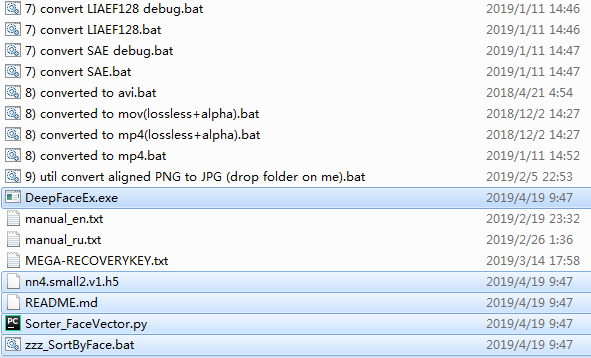 7) convert LIAEF128 debug.bat 2019/1/11 14:46
7) convert LIAEF128.bat 2019/1/11 14:46
7) convert SAE debug.bat 2019/1/11 14:47
7) convert SAE.bat 2019/1/11 14:47
8) converted to avi.bat 2018/4/21 4:54
8) converted to mov(lossless+alpha).bat 2018/12/2 14:27
8) converted to mp4(lossless+alpha).bat 2018/12/2 14:27
8) converted to mp4.bat 2019/1/11 14:52
9) util convert aligned PNG to JPG (drop folder on me).bat 2019/2/5 22:53
DeepFaceEx.exe 2019/4/19 9:47
manual_en.txt 2019/2/19 23:32
manual_ru.txt 2019/2/26 1:36
MEGA-RECOVERYKEY.txt 2019/3/14 17:58
nn4.small2.v1.h5 2019/4/19 9:47
README.md 2019/4/19 9:47
PC Sorter_FaceVector.py 2019/4/19 9:47
zzz_SortByFace.bat 2019/4/19 9:47